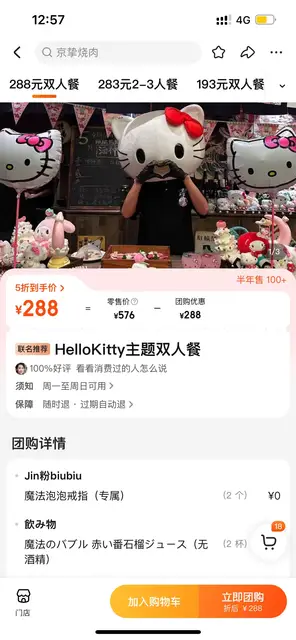 12:57
4G
京挚烧肉
288元双人餐
283元2-3人餐
193元双人餐
1/3
5折到手价 >
半年售 100+
¥288
=
零售价
¥576
−
团购优惠
¥288
联名推荐 HelloKitty主题双人餐
100%好评 看看消费过的人怎么说
须知 周一至周日可用 >
保障 随时退 · 过期自动退 >
团购详情
Jin粉biubiu
魔法泡泡戒指（专属） (2 个) ¥0
飲み物
魔法のバブル 赤い番石榴ジュース（无酒精） (2 杯)
18
门店
加入购物车
立即团购
折后 ¥288